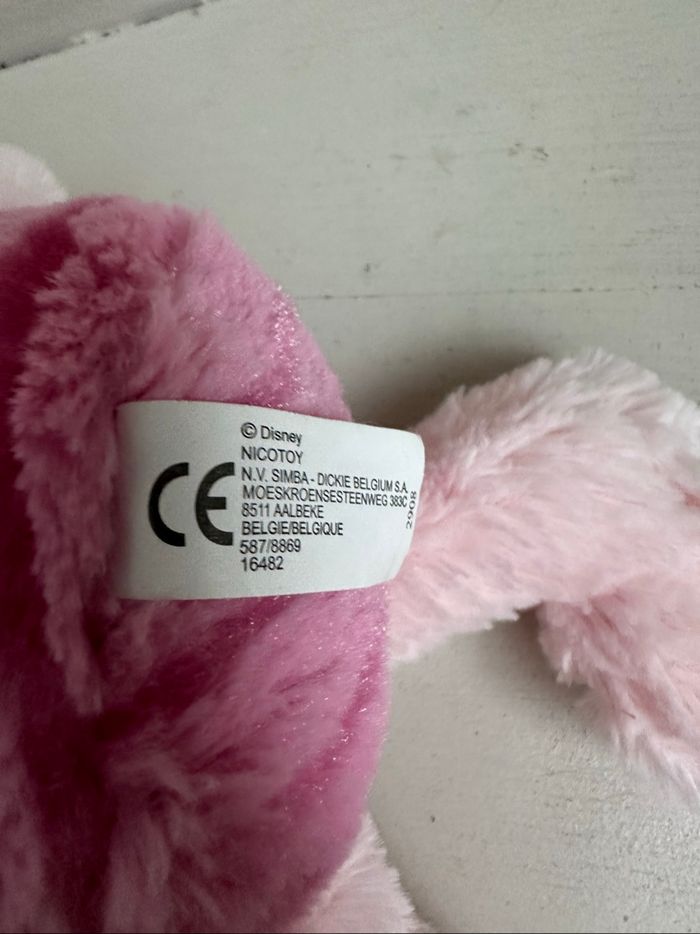 CE
© Disney
NICOTOY
N.V. SIMBA - DICKIE BELGIUM S.A.
MOESKROENSESTEENWEG 383C
8511 AALBEKE
BELGIE/BELGIQUE
587/8869
16482
2908